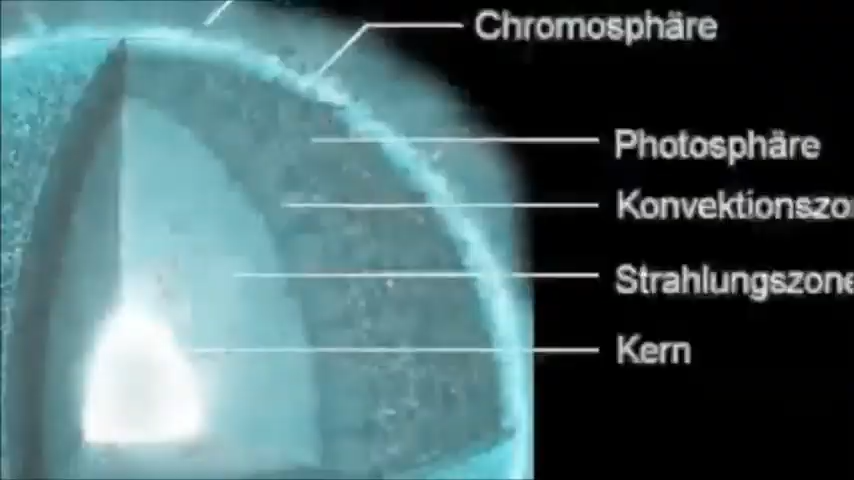 Chromosphäre
Photosphäre
Konvektionszo
Strahlungszone
Kern